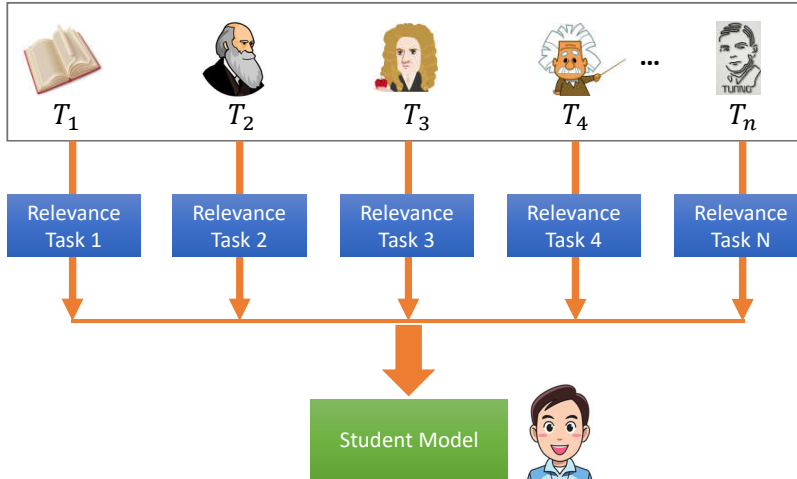 ...
TURING
T₁ T₂ T₃ T₄ Tₙ
Relevance Task 1
Relevance Task 2
Relevance Task 3
Relevance Task 4
Relevance Task N
Student Model